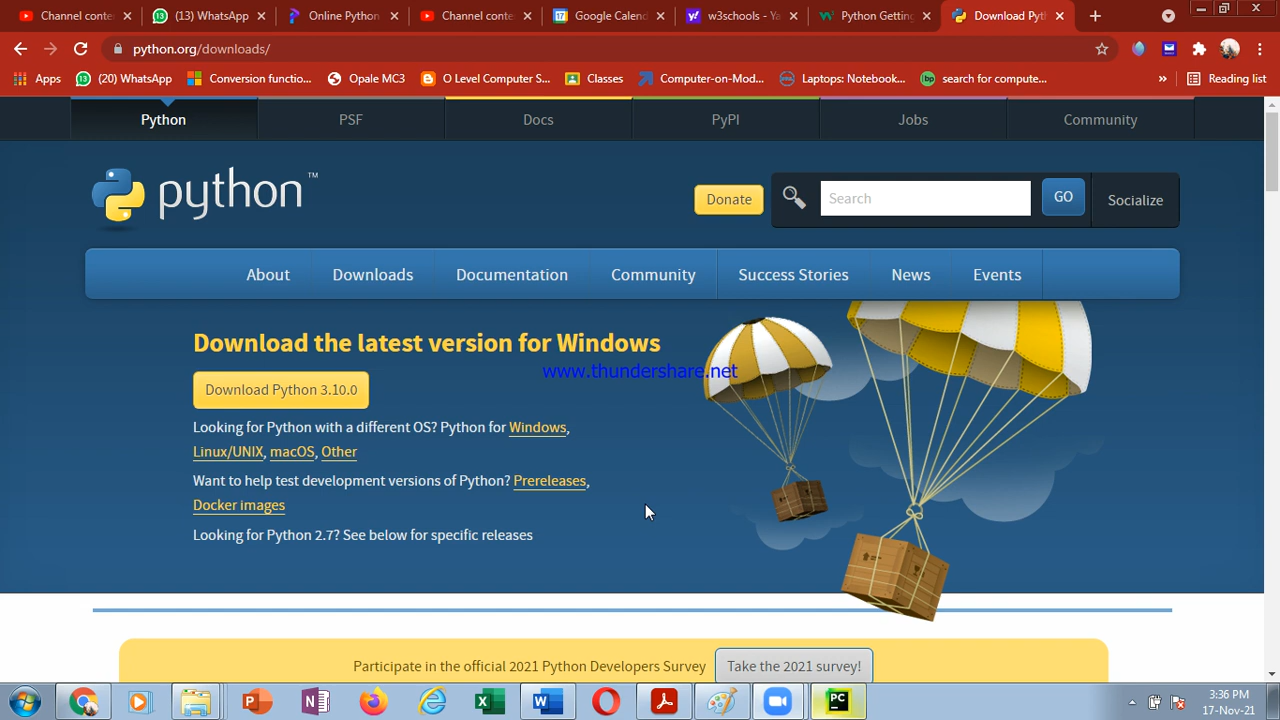 Channel conten
(13) WhatsApp
Online Python
Channel conten
Google Calend
w3schools - Ya
Python Getting
Download Pyth
python.org/downloads/
Apps
(20) WhatsApp
Conversion functio...
Opale MC3
O Level Computer S...
Classes
Computer-on-Mod...
Laptops: Notebook...
search for compute...
»
Reading list
Python
PSF
Docs
PyPI
Jobs
Community
python™
Donate
Search
GO
Socialize
About
Downloads
Documentation
Community
Success Stories
News
Events
Download the latest version for Windows
www.thundershare.net
Download Python 3.10.0
Looking for Python with a different OS? Python for Windows,
Linux/UNIX, macOS, Other
Want to help test development versions of Python? Prereleases,
Docker images
Looking for Python 2.7? See below for specific releases
Participate in the official 2021 Python Developers Survey
Take the 2021 survey!
3:36 PM
17-Nov-21